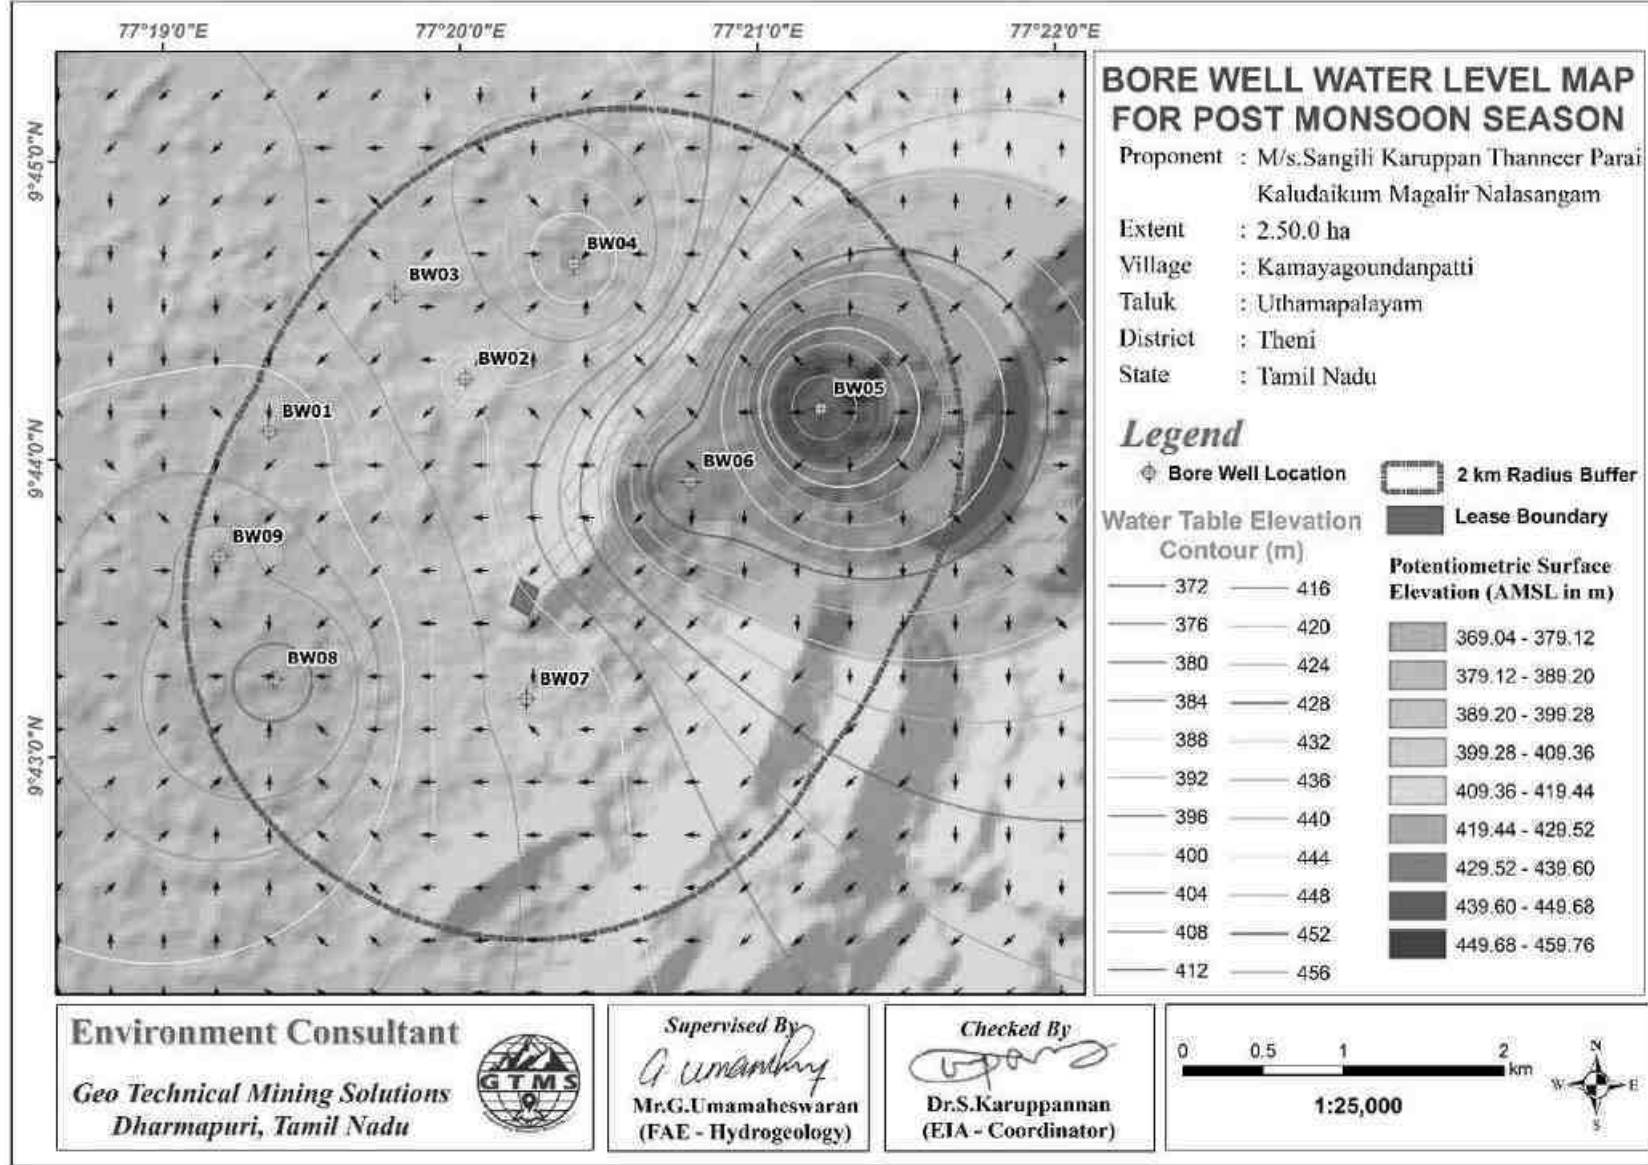 77°19'0"E 77°20'0"E 77°21'0"E 77°22'0"E
9°45'0"N
9°44'0"N
9°43'0"N
BW04
BW03
BW02
BW05
BW01
BW06
BW09
BW08
BW07
BORE WELL WATER LEVEL MAP
FOR POST MONSOON SEASON
Proponent : M/s.Sangili Karuppan Thanneer Parai
Kaludaikum Magalir Nalasangam
Extent : 2.50.0 ha
Village : Kamayagoundanpatti
Taluk : Uthamapalayam
District : Theni
State : Tamil Nadu
Legend
Bore Well Location
2 km Radius Buffer
Lease Boundary
Water Table Elevation
Contour (m)
372 416
376 420
380 424
384 428
388 432
392 436
396 440
400 444
404 448
408 452
412 456
Potentiometric Surface
Elevation (AMSL in m)
369.04 - 379.12
379.12 - 389.20
389.20 - 399.28
399.28 - 409.36
409.36 - 419.44
419.44 - 429.52
429.52 - 439.60
439.60 - 449.68
449.68 - 459.76
Environment Consultant
Geo Technical Mining Solutions
Dharmapuri, Tamil Nadu
GTMS
Supervised By
G Umamhy
Mr.G.Umamaheswaran
(FAE - Hydrogeology)
Checked By
Dr.S.Karuppannan
(EIA - Coordinator)
0 0.5 1 2
km
1:25,000
N
W E
S